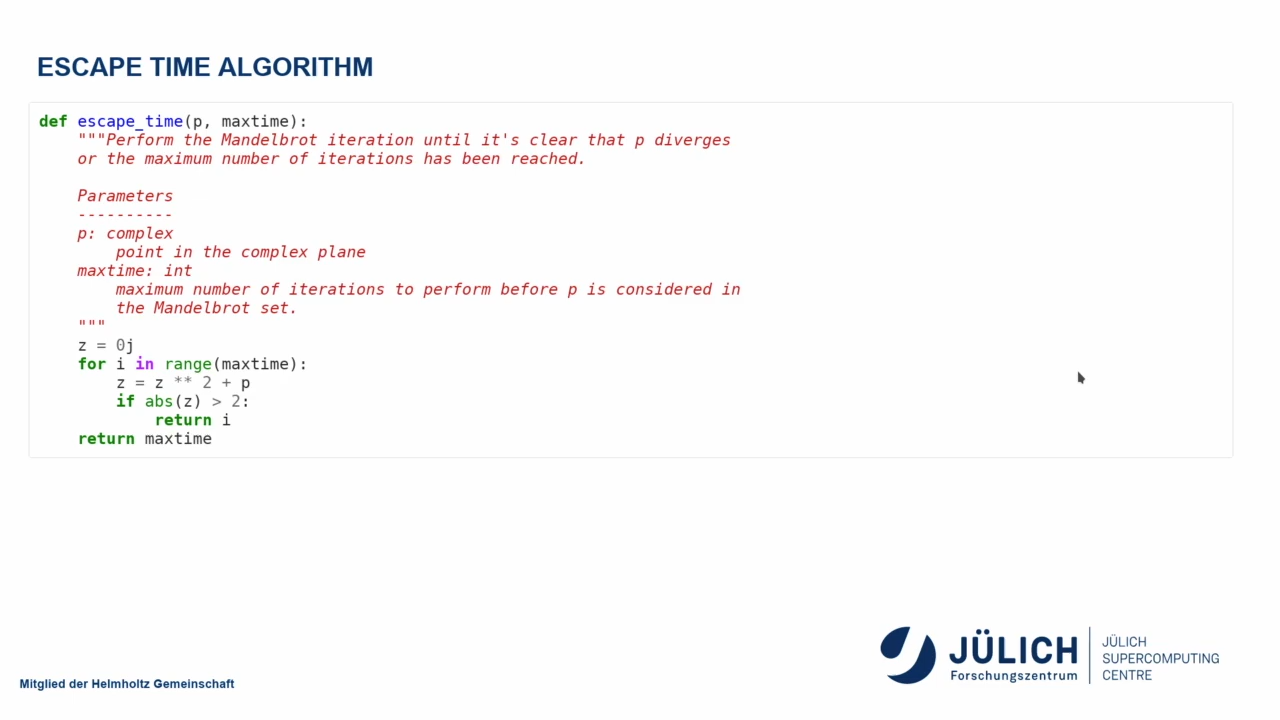 ESCAPE TIME ALGORITHM
def escape_time(p, maxtime):
    """Perform the Mandelbrot iteration until it's clear that p diverges
    or the maximum number of iterations has been reached.

    Parameters
    ----------
    p: complex
        point in the complex plane
    maxtime: int
        maximum number of iterations to perform before p is considered in
        the Mandelbrot set.
    """
    z = 0j
    for i in range(maxtime):
        z = z ** 2 + p
        if abs(z) > 2:
            return i
    return maxtime
JÜLICH
Forschungszentrum
JÜLICH
SUPERCOMPUTING
CENTRE
Mitglied der Helmholtz Gemeinschaft